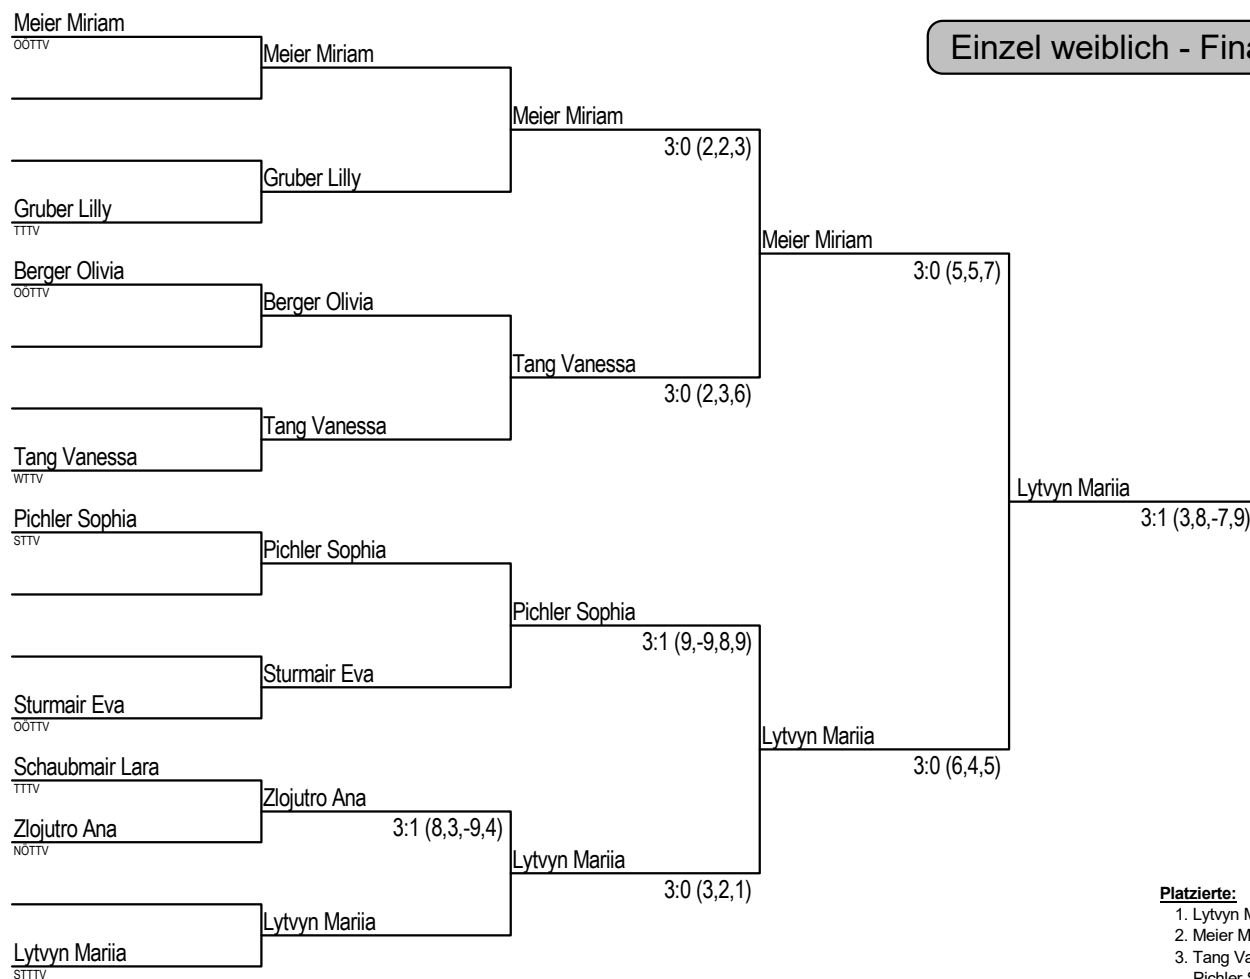 Einzel weiblich - Fina
Meier Miriam
OÖTTV
Meier Miriam
Meier Miriam
3:0 (2,2,3)
Gruber Lilly
Gruber Lilly
TTTV
Meier Miriam
3:0 (5,5,7)
Berger Olivia
OÖTTV
Berger Olivia
Tang Vanessa
3:0 (2,3,6)
Tang Vanessa
Tang Vanessa
WTTV
Lytvyn Mariia
3:1 (3,8,-7,9)
Pichler Sophia
STTV
Pichler Sophia
Pichler Sophia
3:1 (9,-9,8,9)
Sturmair Eva
Sturmair Eva
OÖTTV
Lytvyn Mariia
3:0 (6,4,5)
Schaubmair Lara
TTTV
Zlojutro Ana
3:1 (8,3,-9,4)
Zlojutro Ana
NÖTTV
Lytvyn Mariia
3:0 (3,2,1)
Lytvyn Mariia
Lytvyn Mariia
STTTV
Platzierte:
1. Lytvyn M
2. Meier M
3. Tang Va
Pichler S